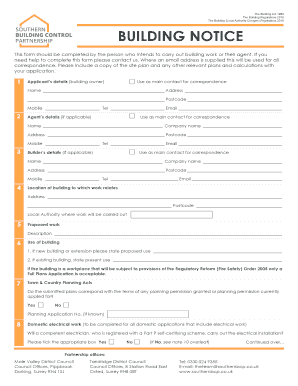 SOUTHERN
BUILDING CONTROL
PARTNERSHIP
The Building Act 1984
The Building Regulations 2010
The Building (Local Authority Charges) Regulations 2010
BUILDING NOTICE
This form should be completed by the person who intends to carry out building work or their agent. If you
need help to complete this form please contact us. Where an email address is supplied this will be used for
all correspondence. Please include a copy of the site plan and any other relevant plans and calculations with
your application:
1 Applicant's details (building owner) Use as main contact for correspondence
Name Address
Postcode
Mobile Tel Email
2 Agent's details (if applicable) Use as main contact for correspondence
Name Company name
Address Postcode
Mobile Tel Email
3 Builder's details (if applicable) Use as main contact for correspondence
Name Company name
Address Postcode
Mobile Tel Email
4 Location of building to which work relates
Address
Postcode
Local Authority where work will be carried out
5 Proposed work
Description
6 Use of building
1. If new building or extension please state proposed use
2. If existing building, state present use
If the building is a workplace that will be subject to provisions of the Regulatory Reform (Fire Safety) Order 2005 only a
Full Plans Application is acceptable.
7 Town & Country Planning Acts
Do the submitted plans correspond with the terms of any planning permission granted or planning permission currently
applied for?
Yes No
Planning Application No. (if known)
8 Domestic electrical work (to be completed for all domestic applications that include electrical work)
Will a competent electrician, who is registered with a Part P self-certifying scheme, carry out the electrical installation?
Please tick the appropriate box Yes No (If No, see note overleaf) Continued over...
Partnership offices:
Mole Valley District Council
Council Offices, Pippbrook
Dorking, Surrey RH4 1SJ
Tandridge District Council
Council Offices, 8 Station Road East
Oxted, Surrey RH8 0BT